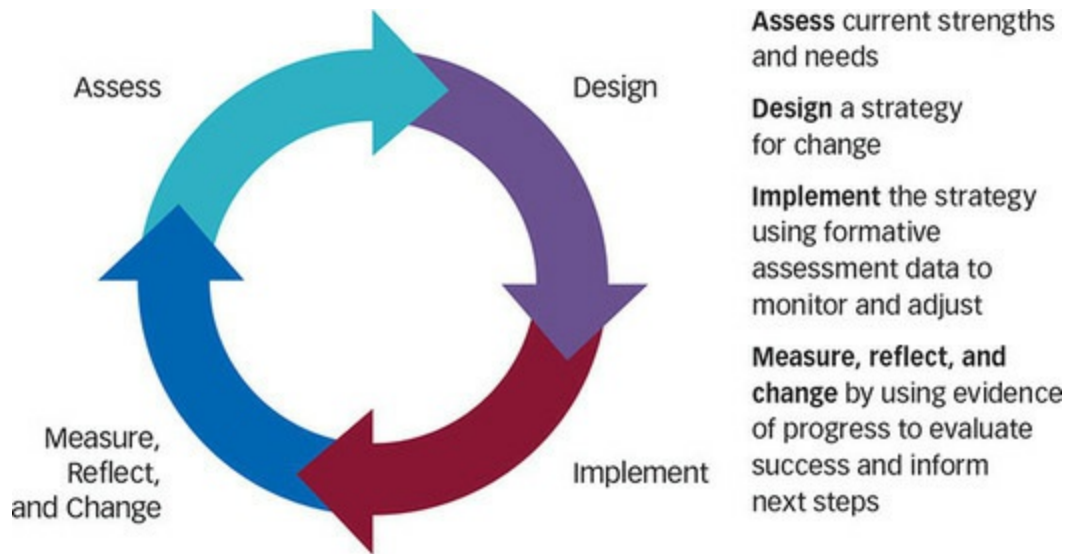 Assess
Design
Measure,
Reflect,
and Change
Implement
Assess current strengths
and needs
Design a strategy
for change
Implement the strategy
using formative
assessment data to
monitor and adjust
Measure, reflect, and
change by using evidence
of progress to evaluate
success and inform
next steps